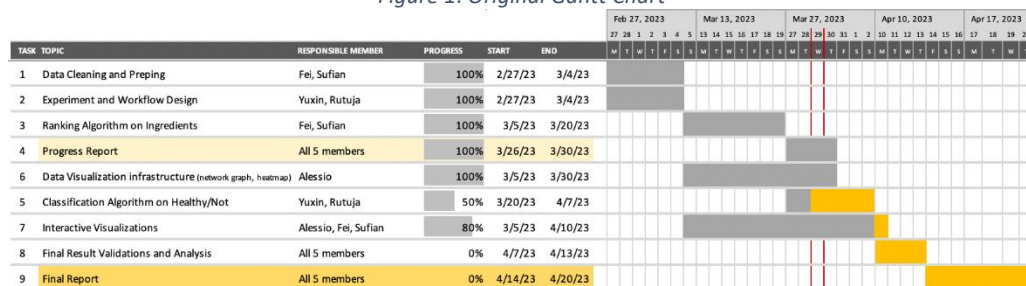 Figure 1: Original Gantt Chart
Feb 27, 2023 Mar 13, 2023 Mar 27, 2023 Apr 10, 2023 Apr 17, 2023
27 28 1 2 3 4 5 13 14 15 16 17 18 19 27 28 29 30 31 1 2 10 11 12 13 14 15 16 17 18 19 2
TASK TOPIC RESPONSIBLE MEMBER PROGRESS START END M T W T F S S M T W T F S S M T W T F S S M T W T F S S M T W T
1 Data Cleaning and Preping Fei, Sufian 100% 2/27/23 3/4/23
2 Experiment and Workflow Design Yuxin, Rutuja 100% 2/27/23 3/4/23
3 Ranking Algorithm on Ingredients Fei, Sufian 100% 3/5/23 3/20/23
4 Progress Report All 5 members 100% 3/26/23 3/30/23
6 Data Visualization infrastructure (network graph, heatmap) Alessio 100% 3/5/23 3/30/23
5 Classification Algorithm on Healthy/Not Yuxin, Rutuja 50% 3/20/23 4/7/23
7 Interactive Visualizations Alessio, Fei, Sufian 80% 3/5/23 4/10/23
8 Final Result Validations and Analysis All 5 members 0% 4/7/23 4/13/23
9 Final Report All 5 members 0% 4/14/23 4/20/23